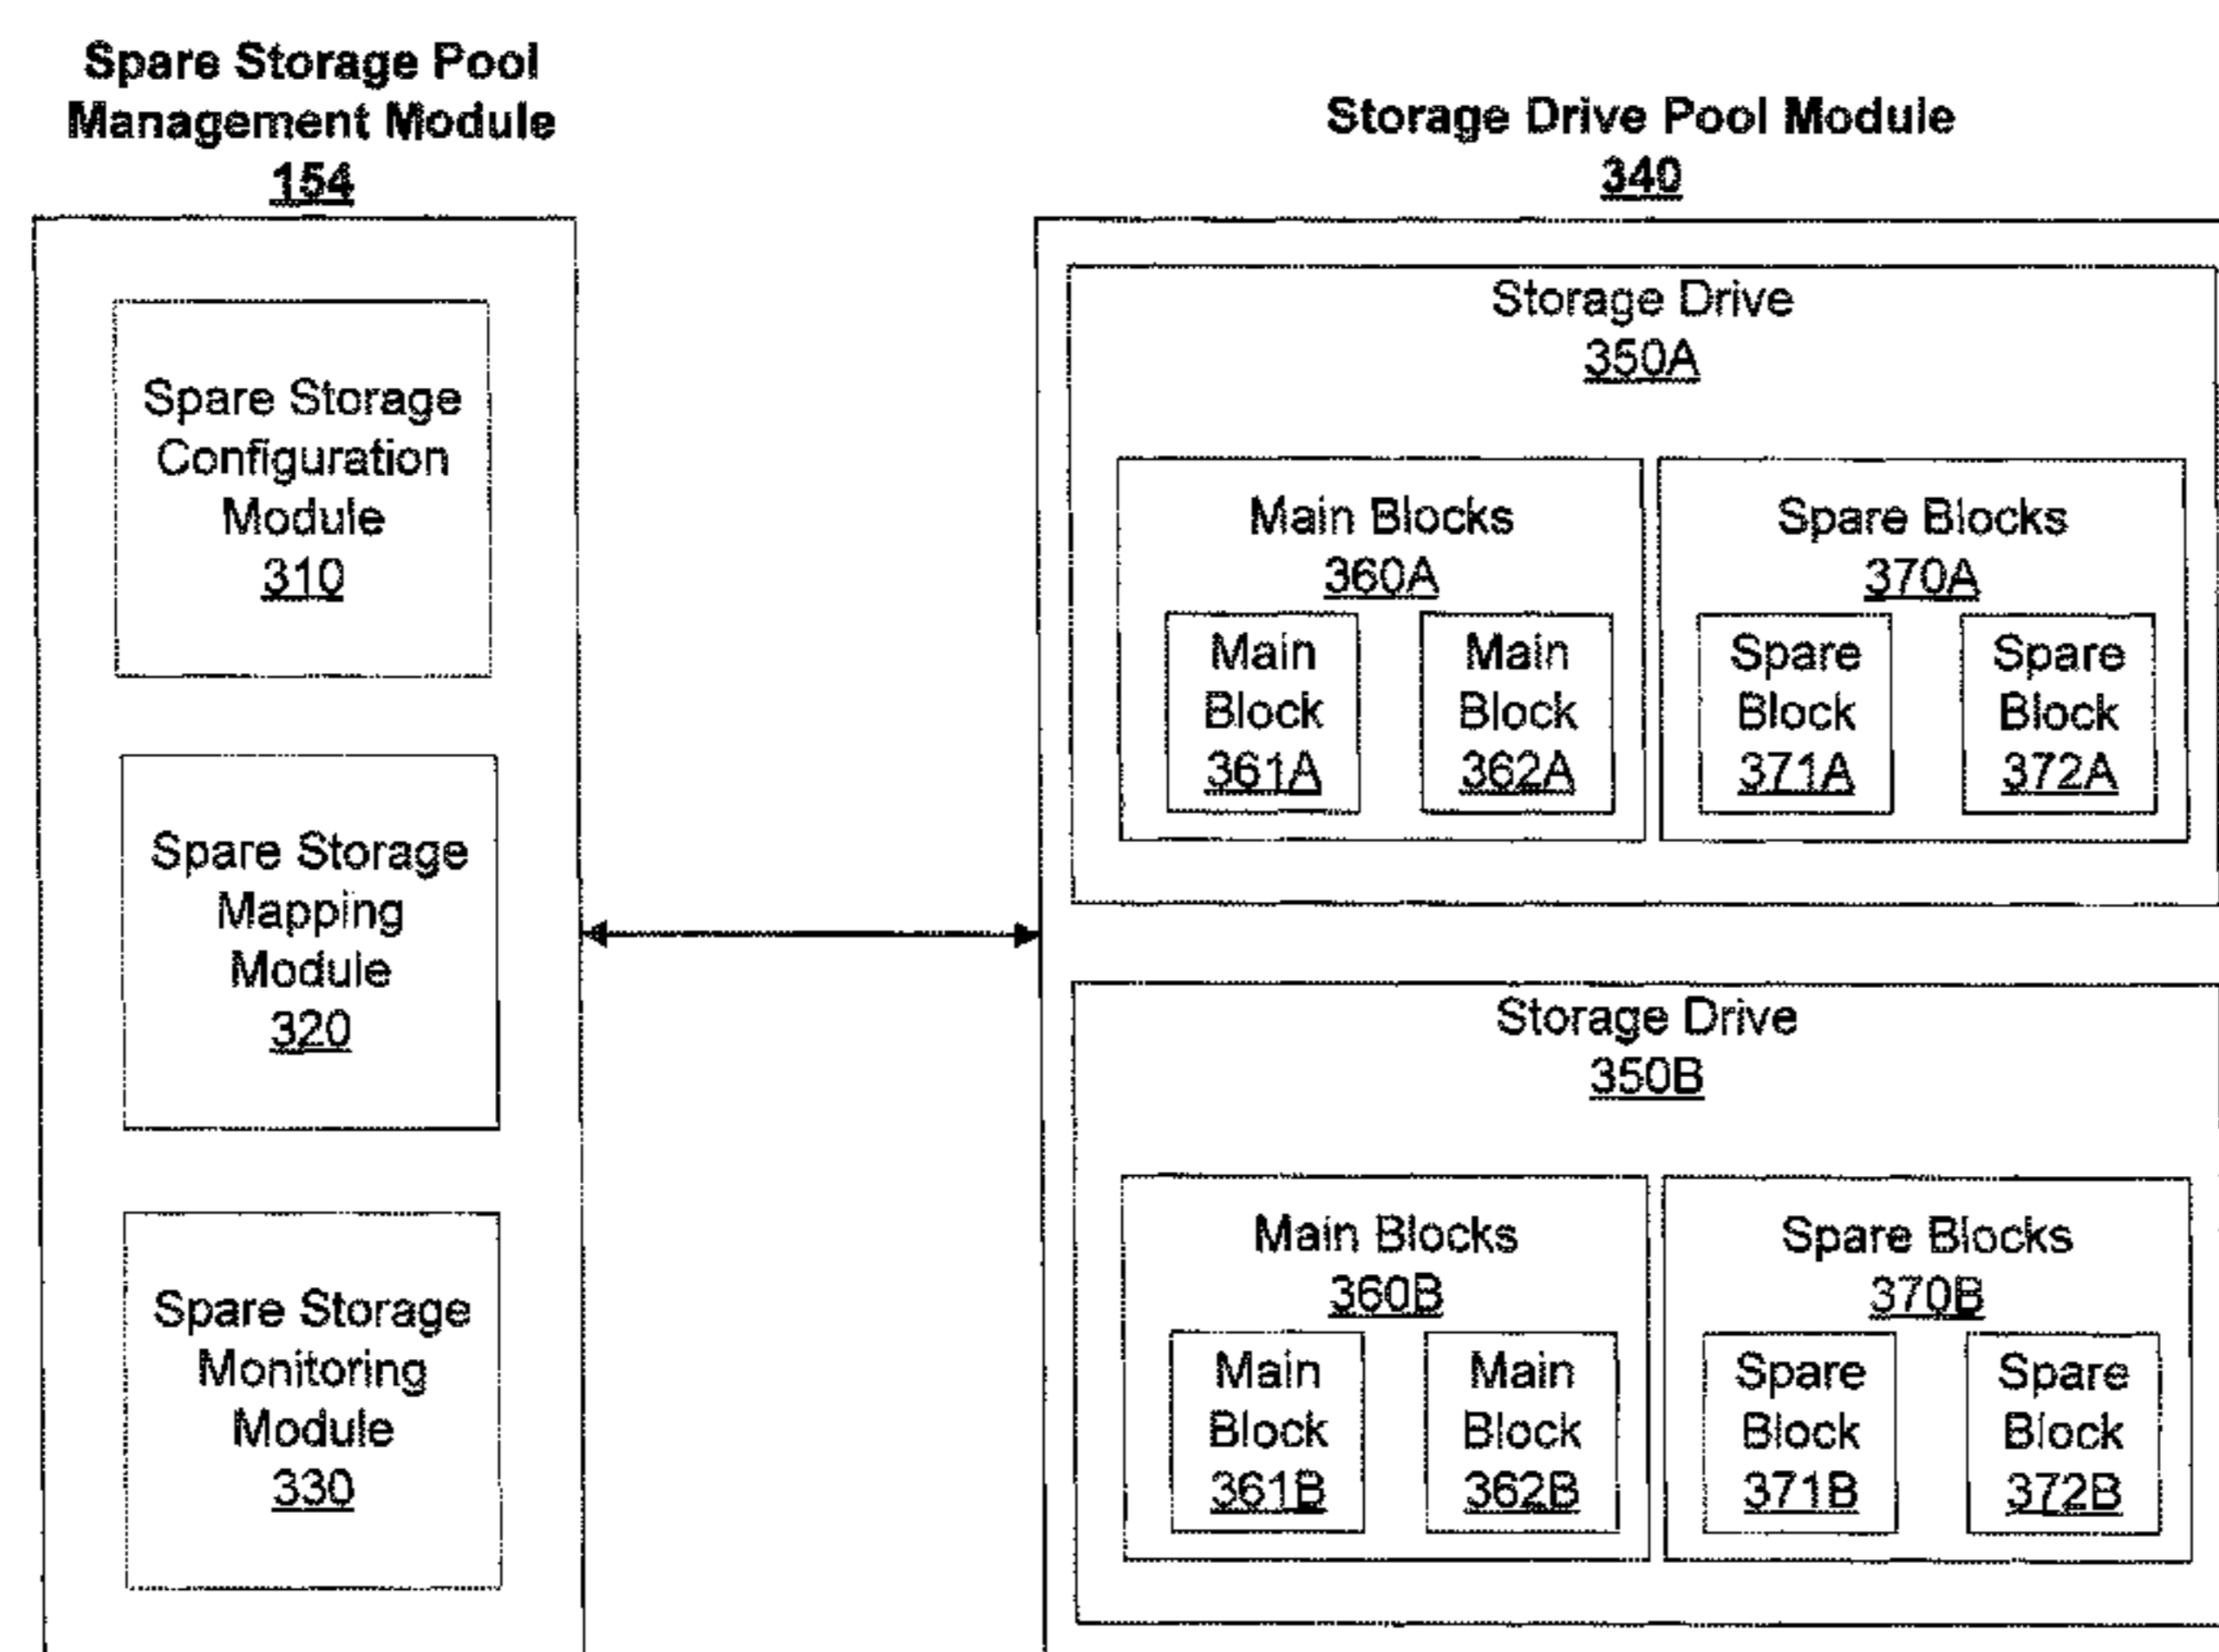 Spare Storage Pool
Management Module
154
Spare Storage
Configuration
Module
310
Spare Storage
Mapping
Module
320
Spare Storage
Monitoring
Module
330
Storage Drive Pool Module
340
Storage Drive
350A
Main Blocks
360A
Main
Block
361A
Main
Block
362A
Spare Blocks
370A
Spare
Block
371A
Spare
Block
372A
Storage Drive
350B
Main Blocks
360B
Main
Block
361B
Main
Block
362B
Spare Blocks
370B
Spare
Block
371B
Spare
Block
372B